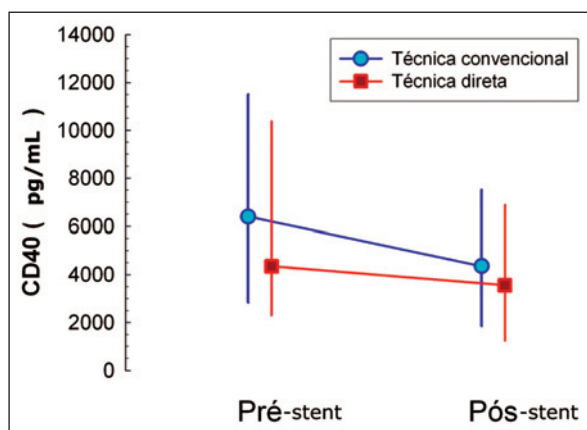 14000
12000
10000
8000
6000
4000
2000
0
CD40 ( pg/mL)
Técnica convencional
Técnica direta
Pré-stent
Pós-stent